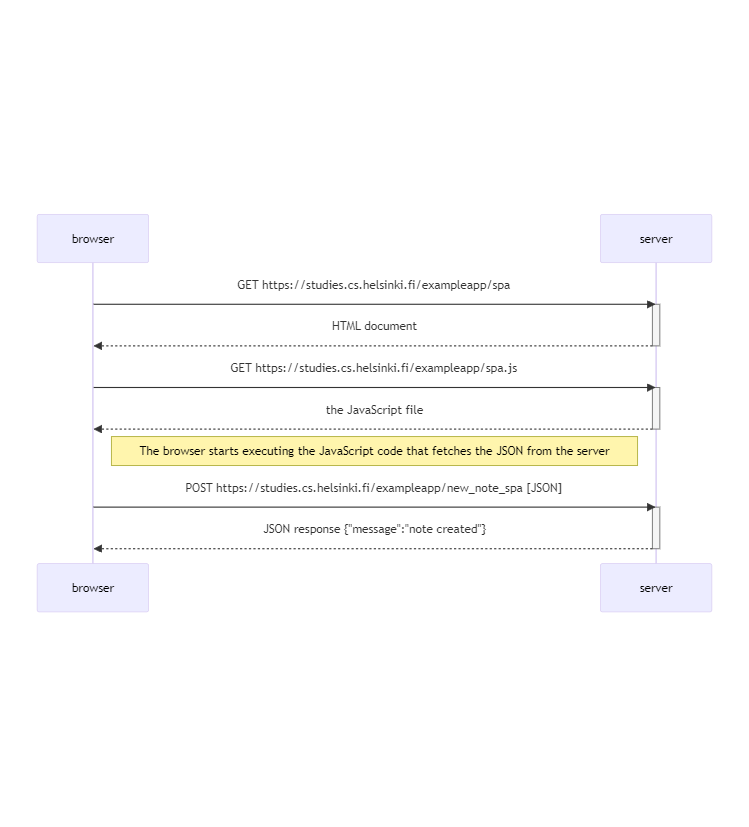 browser
server
GET https://studies.cs.helsinki.fi/exampleapp/spa
HTML document
GET https://studies.cs.helsinki.fi/exampleapp/spa.js
the JavaScript file
The browser starts executing the JavaScript code that fetches the JSON from the server
POST https://studies.cs.helsinki.fi/exampleapp/new_note_spa [JSON]
JSON response {"message":"note created"}
browser
server